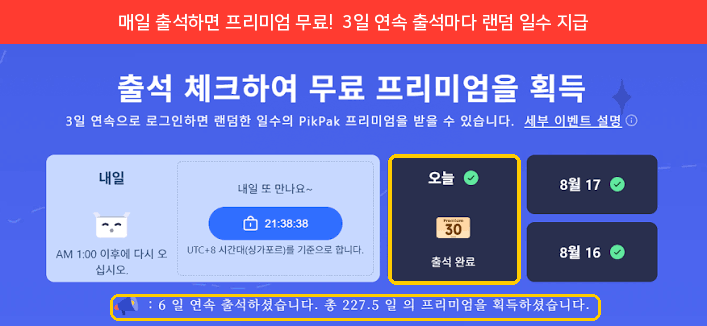 매일 출석하면 프리미엄 무료! 3일 연속 출석마다 랜덤 일수 지급
출석 체크하여 무료 프리미엄을 획득
3일 연속으로 로그인하면 랜덤한 일수의 PikPak 프리미엄을 받을 수 있습니다. 세부 이벤트 설명
내일
AM 1:00 이후에 다시 오
십시오.
내일 또 만나요~
21:38:38
UTC+8 시간대(싱가포르)를 기준으로 합니다.
오늘
Premium
30
출석 완료
8월 17
8월 16
: 6 일 연속 출석하셨습니다. 총 227.5 일 의 프리미엄을 획득하셨습니다.